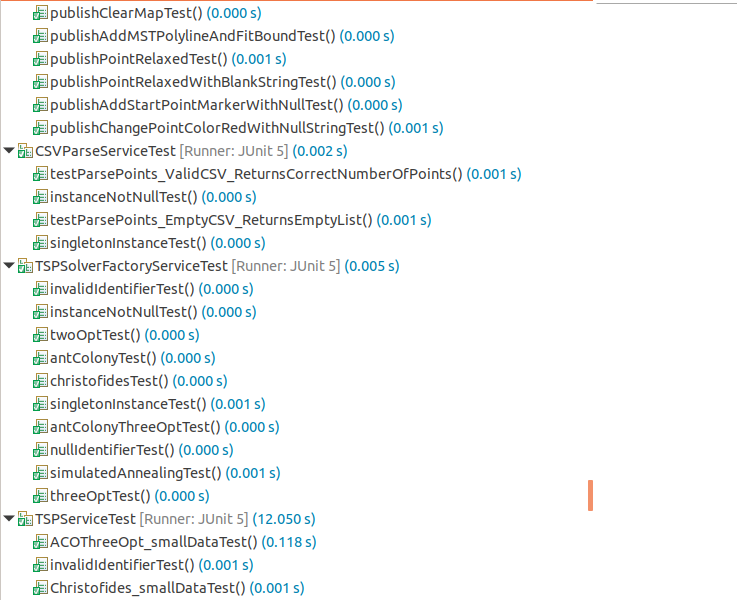 publishClearMapTest() (0.000 s)
publishAddMSTPolylineAndFitBoundTest() (0.000 s)
publishPointRelaxedTest() (0.001 s)
publishPointRelaxedWithBlankStringTest() (0.000 s)
publishAddStartPointMarkerWithNullTest() (0.000 s)
publishChangePointColorRedWithNullStringTest() (0.001 s)
CSVParseServiceTest [Runner: JUnit 5] (0.002 s)
testParsePoints_ValidCSV_ReturnsCorrectNumberOfPoints() (0.001 s)
instanceNotNullTest() (0.000 s)
testParsePoints_EmptyCSV_ReturnsEmptyList() (0.001 s)
singletonInstanceTest() (0.000 s)
TSPSolverFactoryServiceTest [Runner: JUnit 5] (0.005 s)
invalidIdentifierTest() (0.000 s)
instanceNotNullTest() (0.000 s)
twoOptTest() (0.000 s)
antColonyTest() (0.000 s)
christofidesTest() (0.000 s)
singletonInstanceTest() (0.001 s)
antColonyThreeOptTest() (0.000 s)
nullIdentifierTest() (0.000 s)
simulatedAnnealingTest() (0.001 s)
threeOptTest() (0.000 s)
TSPServiceTest [Runner: JUnit 5] (12.050 s)
ACOThreeOpt_smallDataTest() (0.118 s)
invalidIdentifierTest() (0.001 s)
Christofides_smallDataTest() (0.001 s)